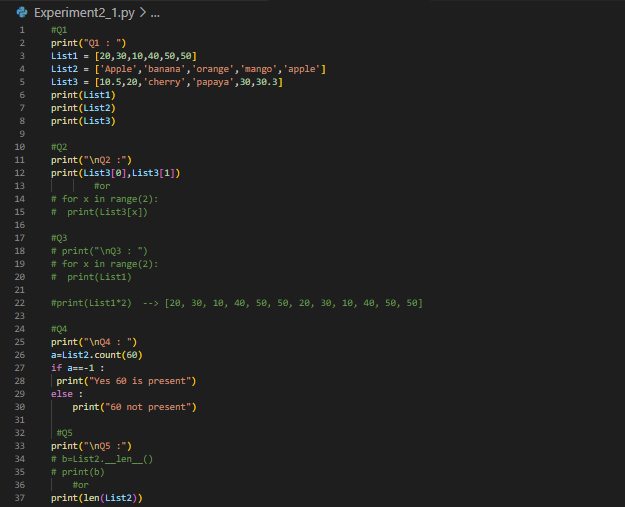 Experiment2_1.py > ...
1 #Q1
2 print("Q1 : ")
3 List1 = [20,30,10,40,50,50]
4 List2 = ['Apple','banana','orange','mango','apple']
5 List3 = [10.5,20,'cherry','papaya',30,30.3]
6 print(List1)
7 print(List2)
8 print(List3)
9
10 #Q2
11 print("\nQ2 :")
12 print(List3[0],List3[1])
13 #or
14 # for x in range(2):
15 #  print(List3[x])
16
17 #Q3
18 # print("\nQ3 : ")
19 # for x in range(2):
20 #  print(List1)
21
22 #print(List1*2)  --> [20, 30, 10, 40, 50, 50, 20, 30, 10, 40, 50, 50]
23
24 #Q4
25 print("\nQ4 : ")
26 a=List2.count(60)
27 if a==-1 :
28  print("Yes 60 is present")
29 else :
30     print("60 not present")
31
32  #Q5
33 print("\nQ5 :")
34 # b=List2.__len__()
35 # print(b)
36     #or
37 print(len(List2))